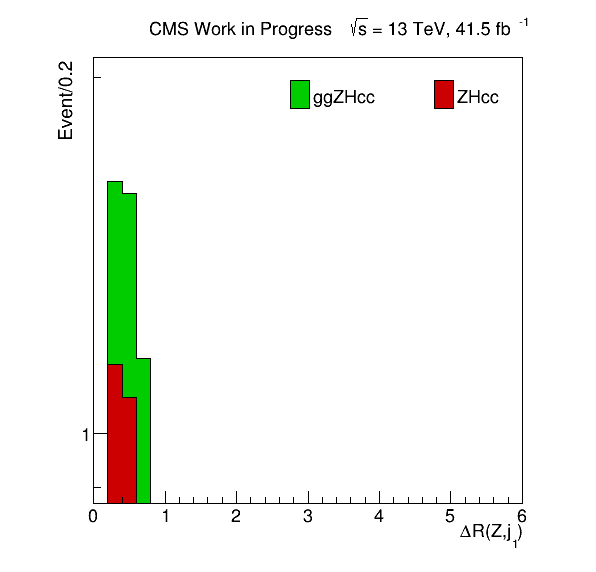 CMS Work in Progress √s = 13 TeV, 41.5 fb⁻¹
Event/0.2
ggZHcc ZHcc
1
0 1 2 3 4 5 6
ΔR(Z,j₁)